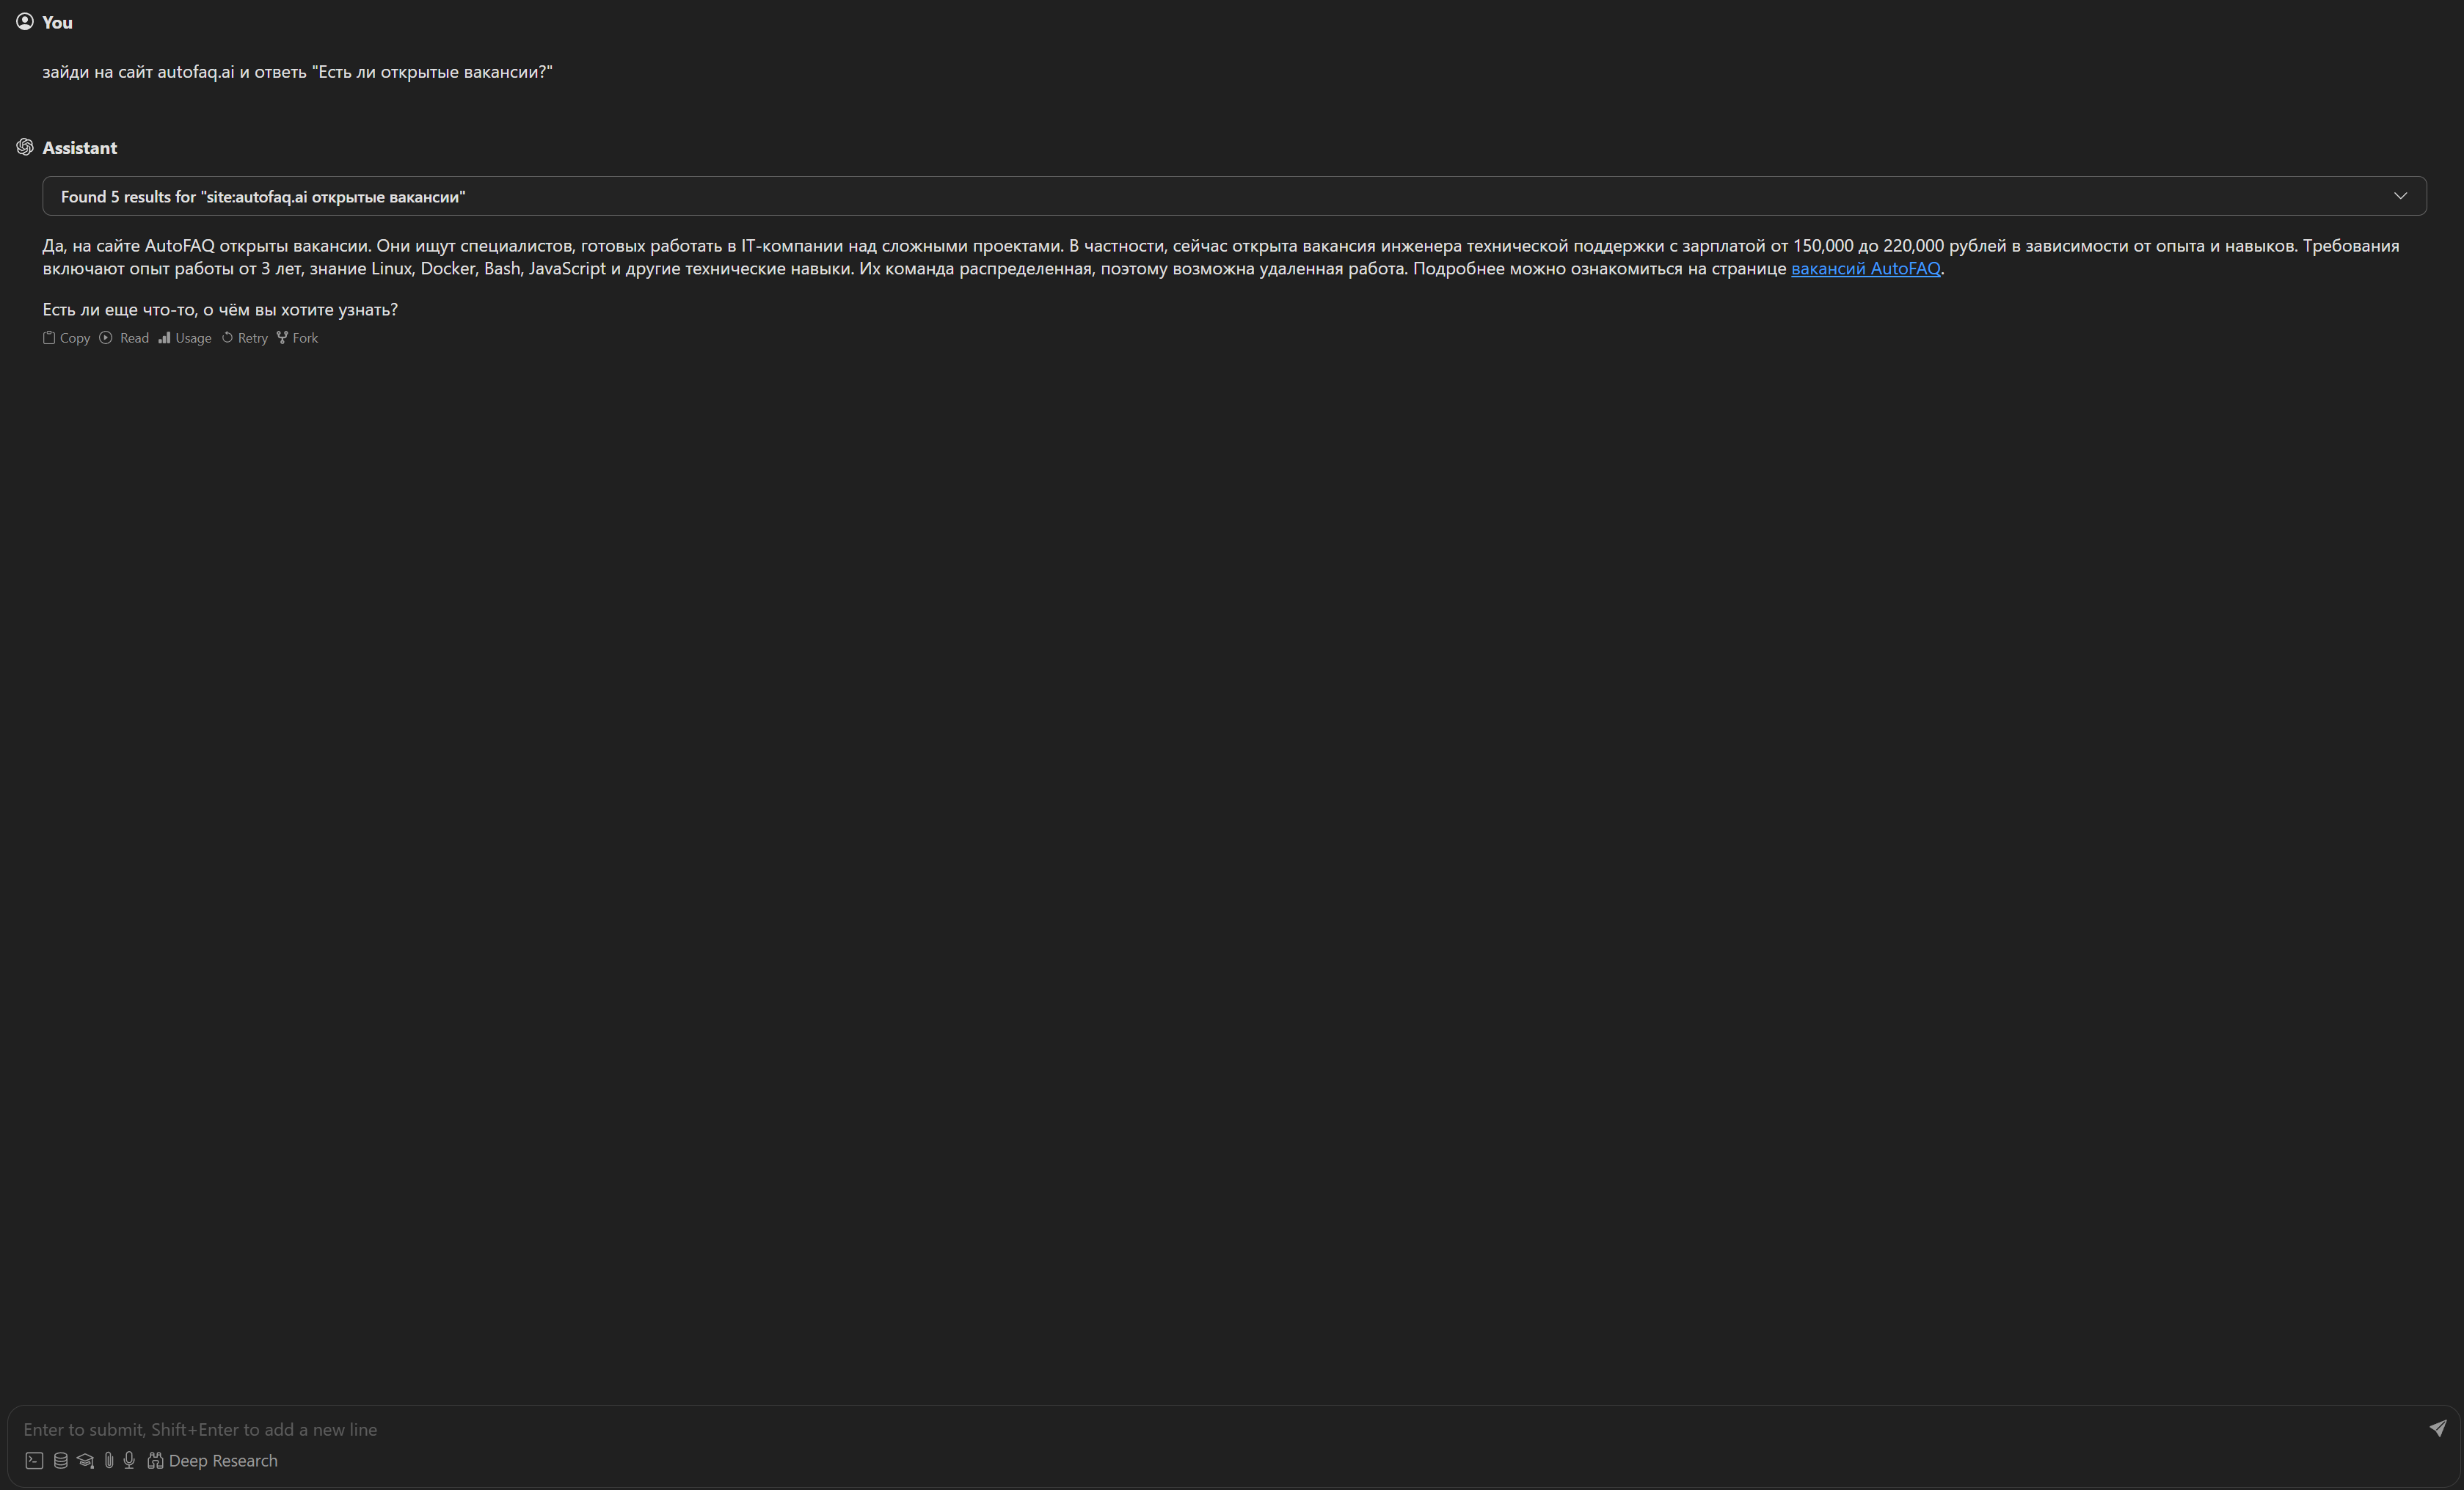 You
зайди на сайт autofaq.ai и ответь "Есть ли открытые вакансии?"
Assistant
Found 5 results for "site:autofaq.ai открытые вакансии"
Да, на сайте AutoFAQ открыты вакансии. Они ищут специалистов, готовых работать в IT-компании над сложными проектами. В частности, сейчас открыта вакансия инженера технической поддержки с зарплатой от 150,000 до 220,000 рублей в зависимости от опыта и навыков. Требования
включают опыт работы от 3 лет, знание Linux, Docker, Bash, JavaScript и другие технические навыки. Их команда распределенная, поэтому возможна удаленная работа. Подробнее можно ознакомиться на странице вакансий AutoFAQ.
Есть ли еще что-то, о чём вы хотите узнать?
Copy Read Usage Retry Fork
Enter to submit, Shift+Enter to add a new line
Deep Research